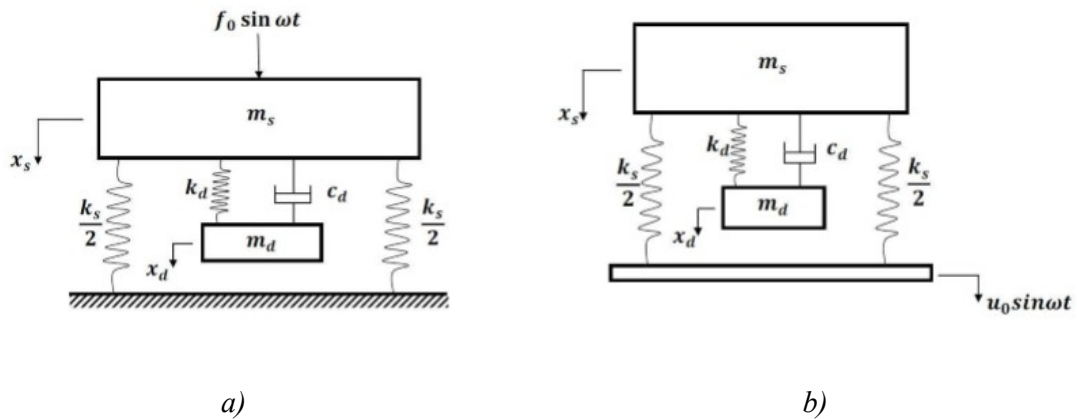 f₀ sin ωt
mₛ
xₛ
kₛ/2
k_d
c_d
kₛ/2
m_d
x_d
a)
mₛ
xₛ
kₛ/2
k_d
c_d
kₛ/2
m_d
x_d
u₀sinωt
b)